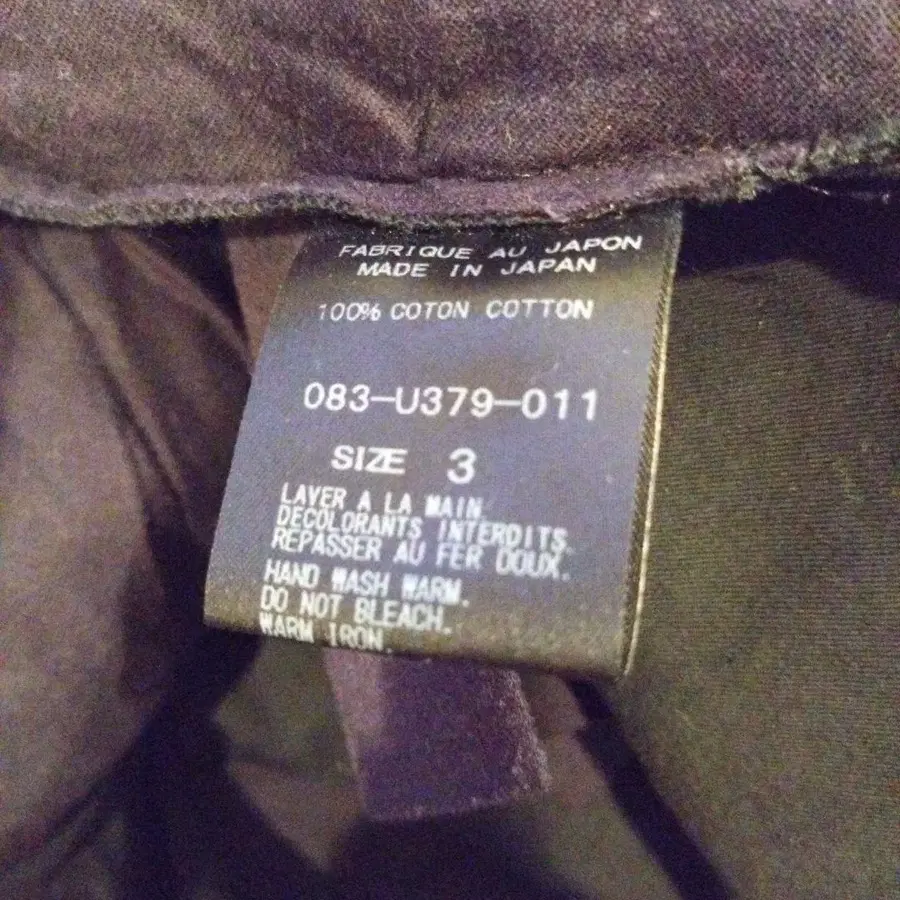 FABRIQUE AU JAPON
MADE IN JAPAN
100% COTON COTTON
083-U379-011
SIZE 3
LAVER A LA MAIN.
DECOLORANTS INTERDITS.
REPASSER AU FER DOUX.
HAND WASH WARM.
DO NOT BLEACH.
WARM IRON.